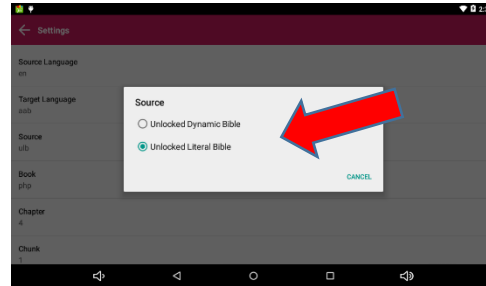 2:
Settings
Source Language
en
Target Language
aab
Source
ulb
Book
php
Chapter
4
Chunk
1
Source
Unlocked Dynamic Bible
Unlocked Literal Bible
CANCEL